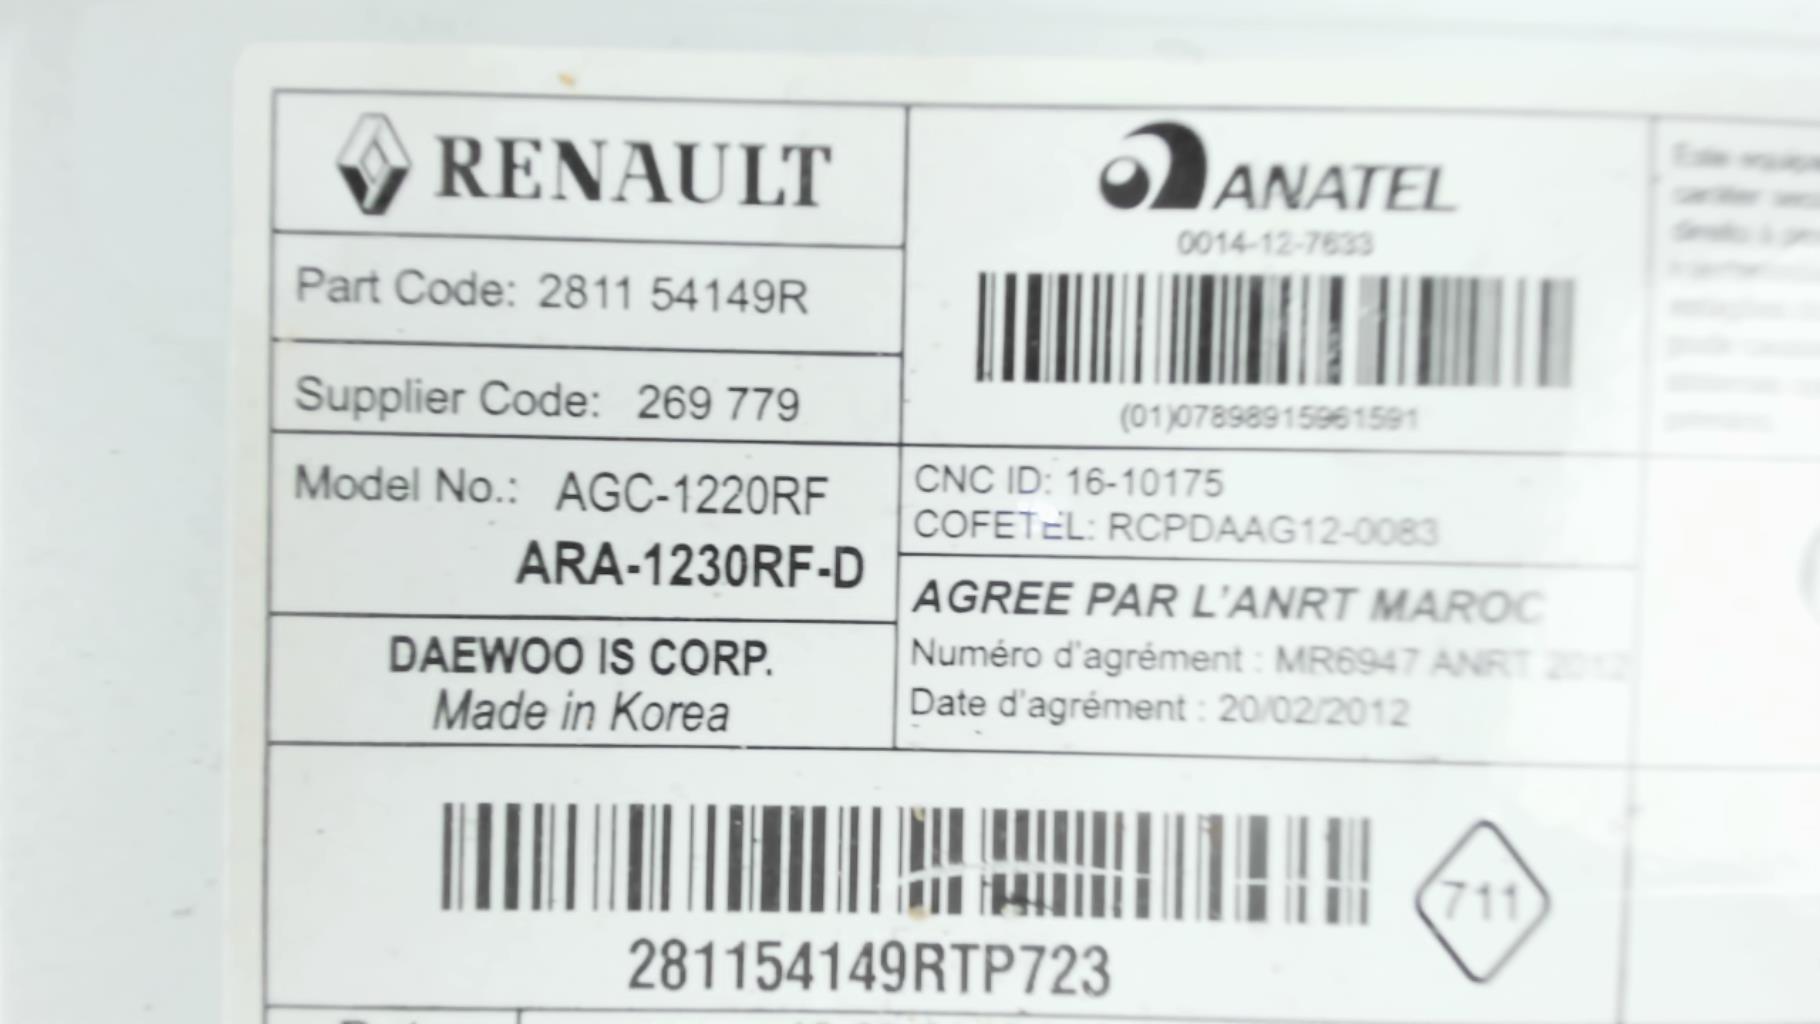 RENAULT
Part Code: 2811 54149R
Supplier Code: 269 779
Model No.: AGC-1220RF
ARA-1230RF-D
DAEWOO IS CORP.
Made in Korea
ANATEL
0014-12-7633
(01)07898915961591
CNC ID: 16-10175
COFETEL: RCPDAAG12-0083
AGREE PAR L'ANRT MAROC
Numéro d'agrément : MR6947 ANRT 2012
Date d'agrément : 20/02/2012
281154149RTP723
711